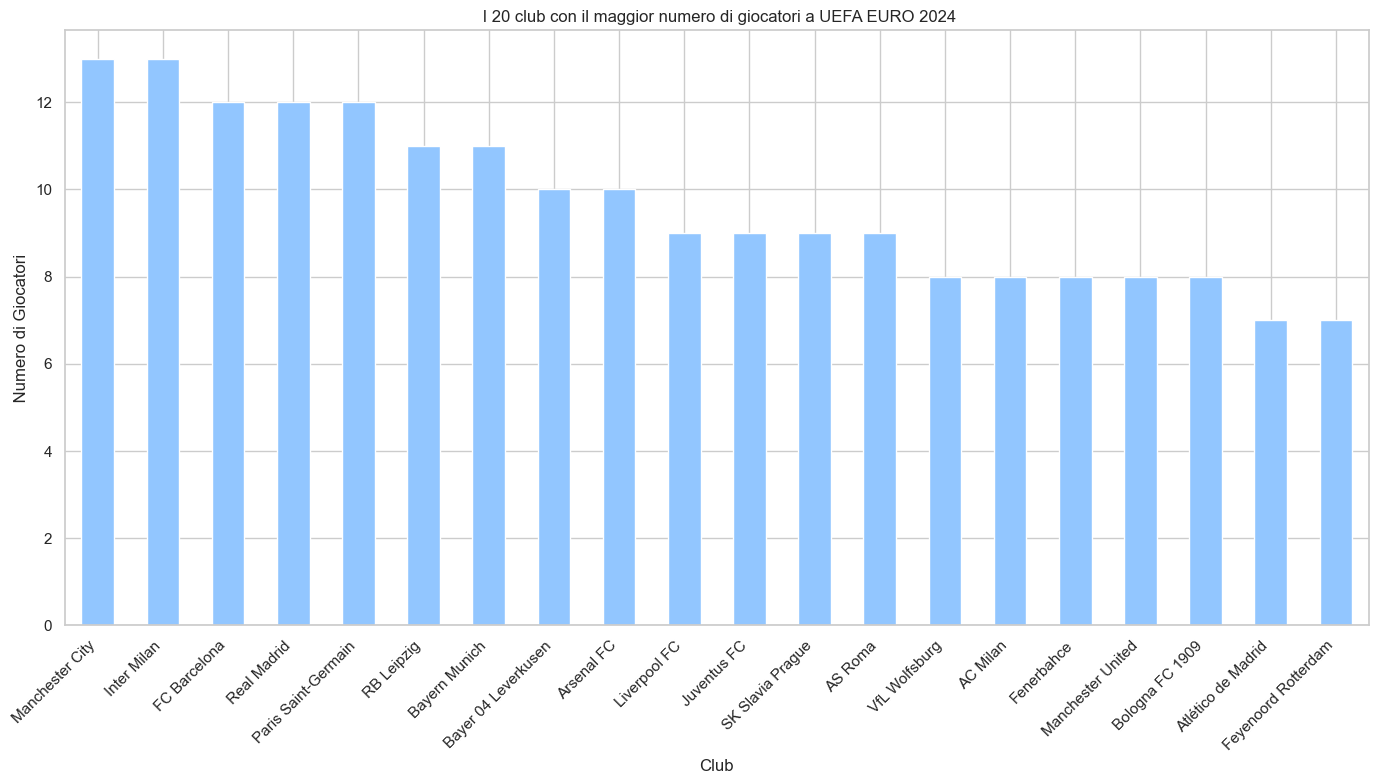 I 20 club con il maggior numero di giocatori a UEFA EURO 2024
Numero di Giocatori
12
10
8
6
4
2
0
Manchester City
Inter Milan
FC Barcelona
Real Madrid
Paris Saint-Germain
RB Leipzig
Bayern Munich
Bayer 04 Leverkusen
Arsenal FC
Liverpool FC
Juventus FC
SK Slavia Prague
AS Roma
VfL Wolfsburg
AC Milan
Fenerbahce
Manchester United
Bologna FC 1909
Atlético de Madrid
Feyenoord Rotterdam
Club